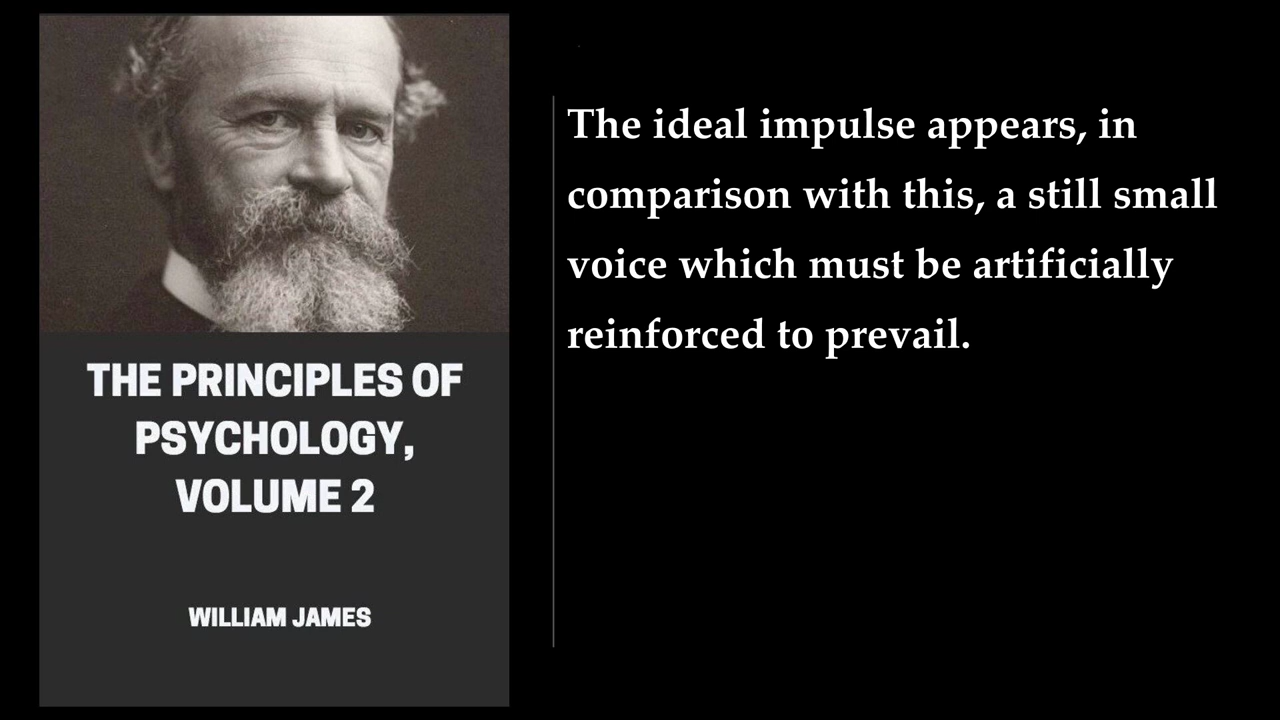 THE PRINCIPLES OF
PSYCHOLOGY,
VOLUME 2
WILLIAM JAMES
The ideal impulse appears, in
comparison with this, a still small
voice which must be artificially
reinforced to prevail.